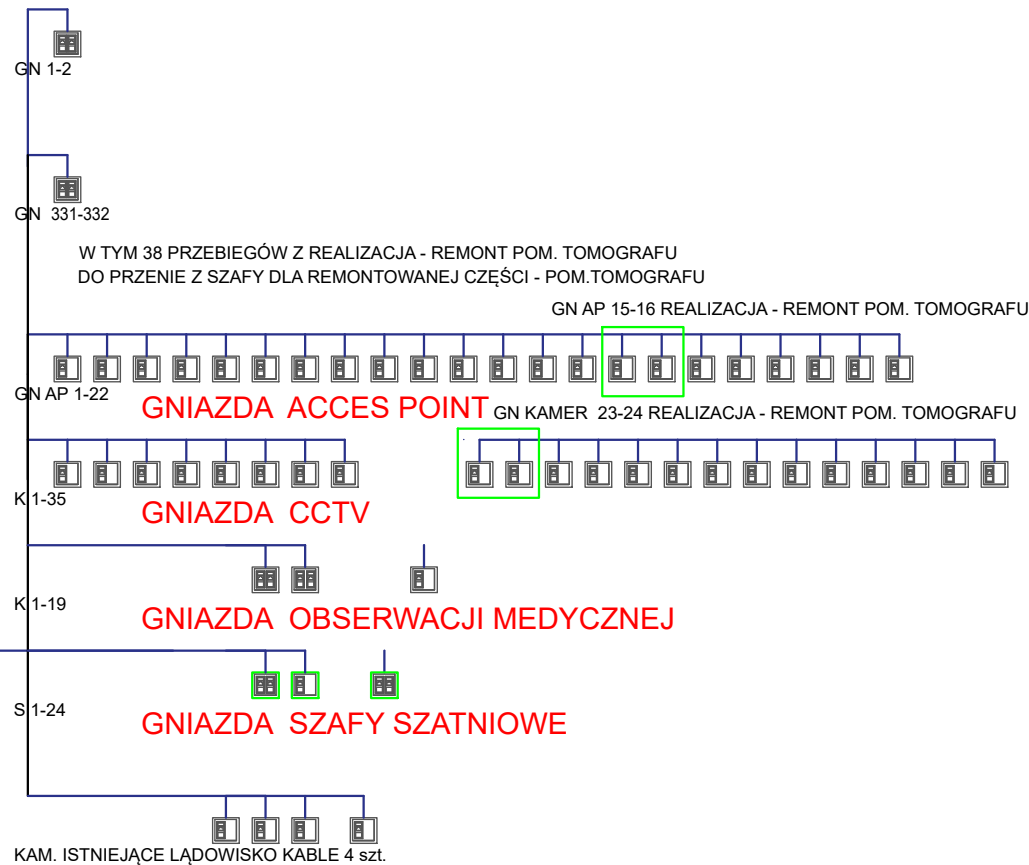 GN 1-2
GN 331-332
W TYM 38 PRZEBIEGÓW Z REALIZACJA - REMONT POM. TOMOGRAFU
DO PRZENIE Z SZAFY DLA REMONTOWANEJ CZĘŚCI - POM.TOMOGRAFU
GN AP 15-16 REALIZACJA - REMONT POM. TOMOGRAFU
GN AP 1-22
GNIAZDA ACCES POINT
GN KAMER 23-24 REALIZACJA - REMONT POM. TOMOGRAFU
K 1-35
GNIAZDA CCTV
K 1-19
GNIAZDA OBSERWACJI MEDYCZNEJ
S 1-24
GNIAZDA SZAFY SZATNIOWE
KAM. ISTNIEJĄCE LĄDOWISKO KABLE 4 szt.